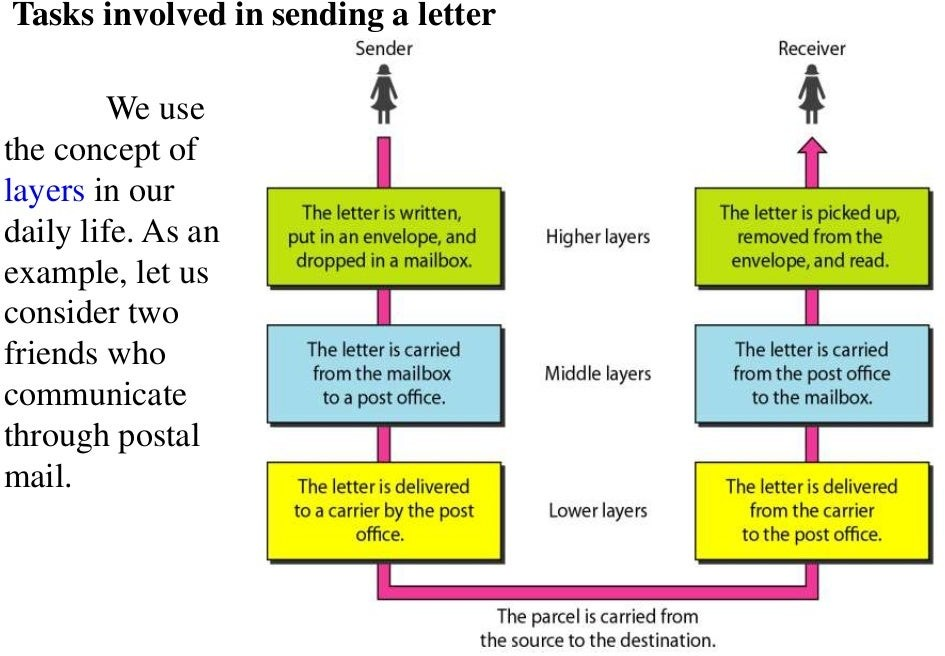 Tasks involved in sending a letter
We use
the concept of
layers in our
daily life. As an
example, let us
consider two
friends who
communicate
through postal
mail.
Sender
Receiver
The letter is written,
put in an envelope, and
dropped in a mailbox.
Higher layers
The letter is picked up,
removed from the
envelope, and read.
The letter is carried
from the mailbox
to a post office.
Middle layers
The letter is carried
from the post office
to the mailbox.
The letter is delivered
to a carrier by the post
office.
Lower layers
The letter is delivered
from the carrier
to the post office.
The parcel is carried from
the source to the destination.